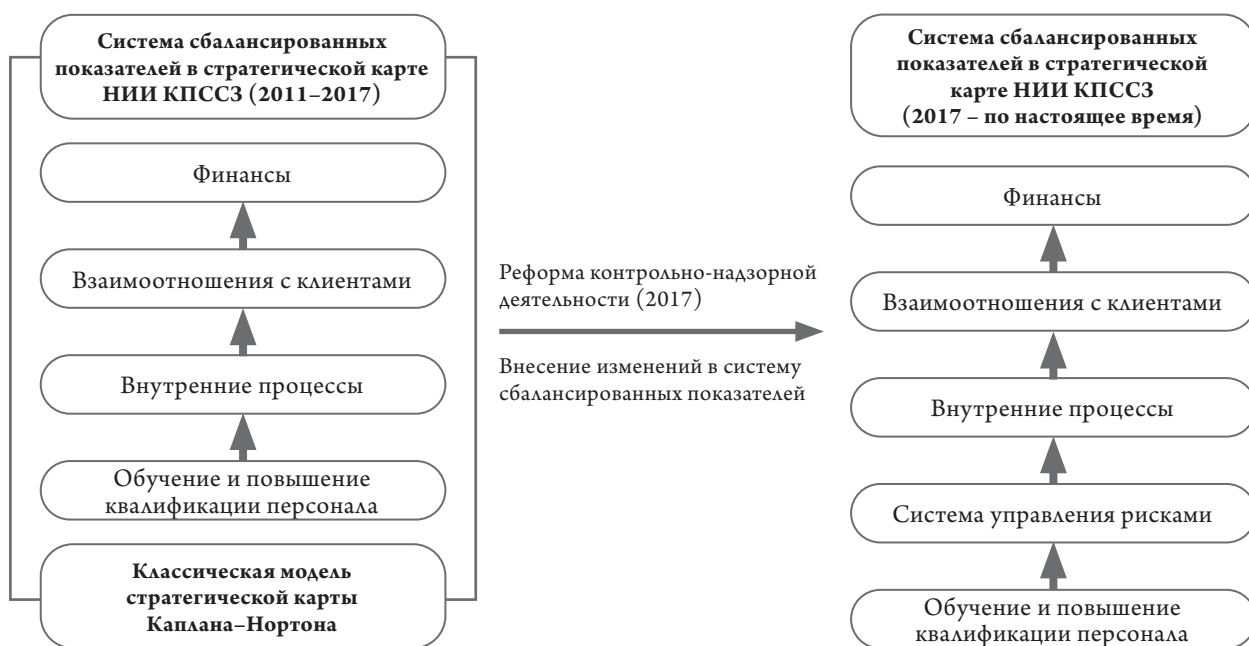 Система сбалансированных
показателей в стратегической карте
НИИ КПССЗ (2011–2017)
Финансы
Взаимоотношения с клиентами
Внутренние процессы
Обучение и повышение
квалификации персонала
Классическая модель
стратегической карты
Каплана–Нортона
Реформа контрольно-надзорной
деятельности (2017)
Внесение изменений в систему
сбалансированных показателей
Система сбалансированных
показателей в стратегической
карте НИИ КПССЗ
(2017 – по настоящее время)
Финансы
Взаимоотношения с клиентами
Внутренние процессы
Система управления рисками
Обучение и повышение
квалификации персонала